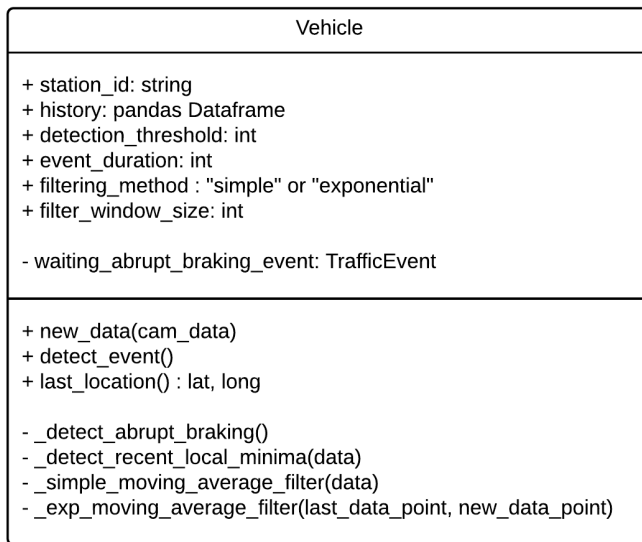 Vehicle
+ station_id: string
+ history: pandas Dataframe
+ detection_threshold: int
+ event_duration: int
+ filtering_method : "simple" or "exponential"
+ filter_window_size: int
- waiting_abrupt_braking_event: TrafficEvent
+ new_data(cam_data)
+ detect_event()
+ last_location() : lat, long
- _detect_abrupt_braking()
- _detect_recent_local_minima(data)
- _simple_moving_average_filter(data)
- _exp_moving_average_filter(last_data_point, new_data_point)